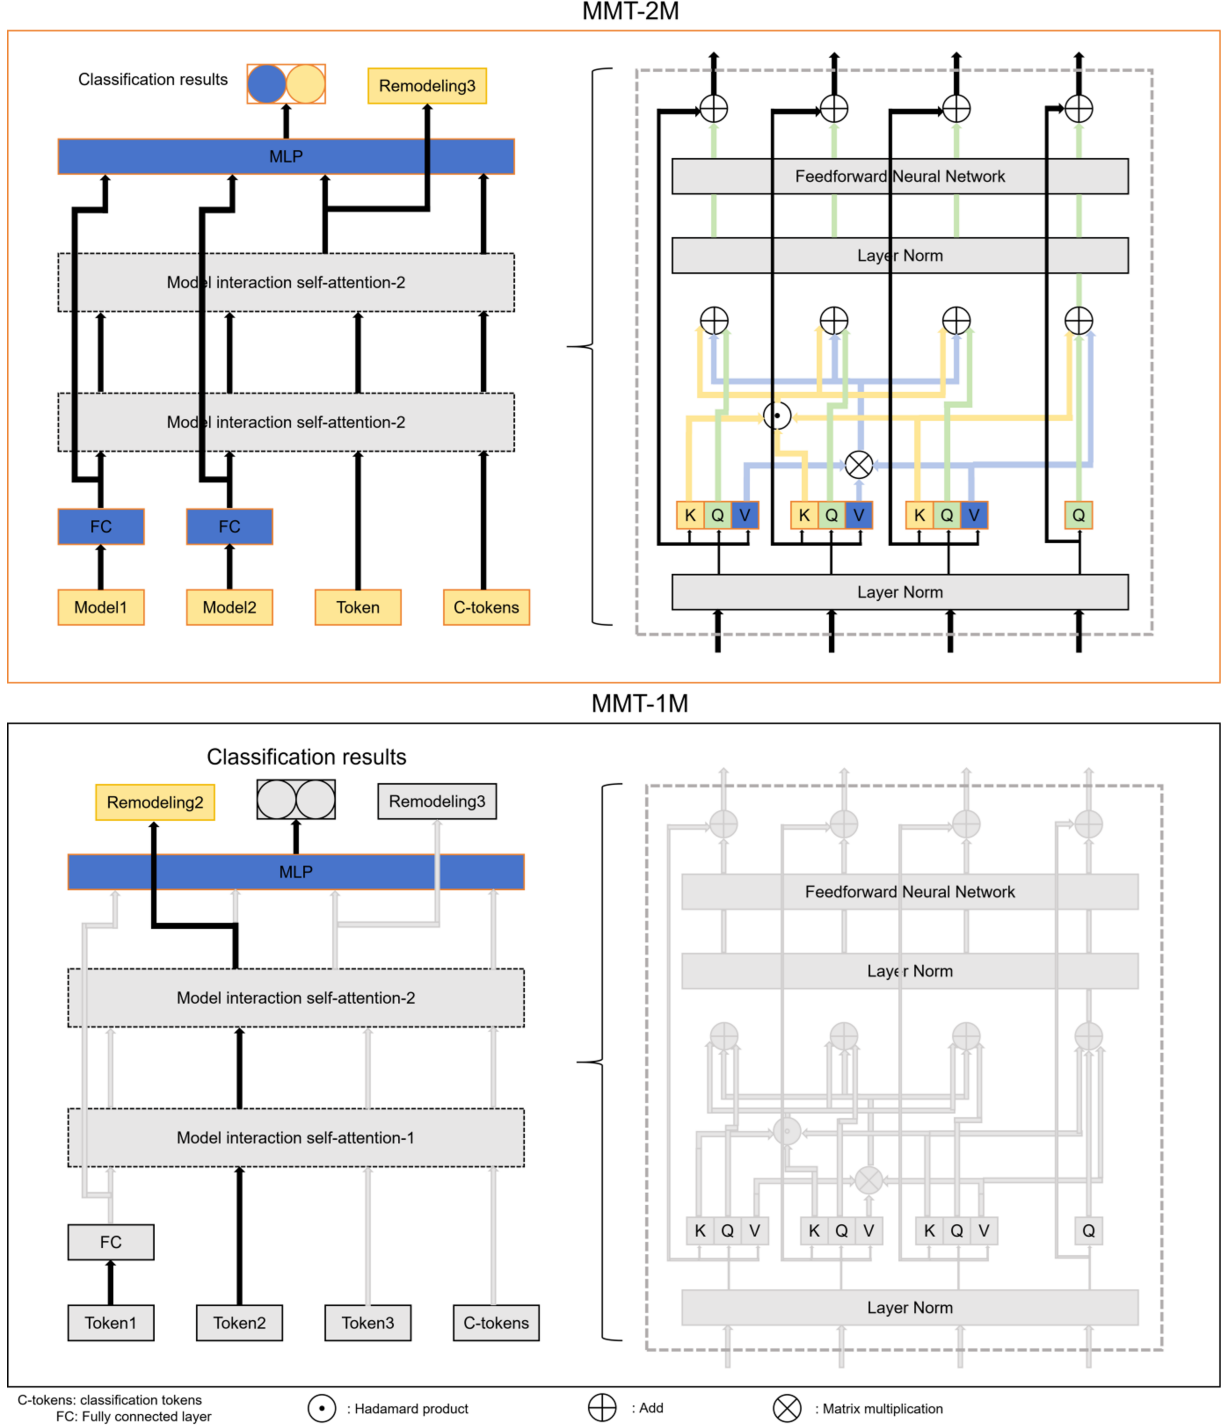 MMT-2M
Classification results
Remodeling3
MLP
Model interaction self-attention-2
Model interaction self-attention-2
FC
FC
Model1
Model2
Token
C-tokens
Feedforward Neural Network
Layer Norm
K Q V
K Q V
K Q V
Q
Layer Norm
MMT-1M
Classification results
Remodeling2
Remodeling3
MLP
Model interaction self-attention-2
Model interaction self-attention-1
FC
Token1
Token2
Token3
C-tokens
Feedforward Neural Network
Layer Norm
K Q V
K Q V
K Q V
Q
Layer Norm
C-tokens: classification tokens
FC: Fully connected layer
: Hadamard product
: Add
: Matrix multiplication